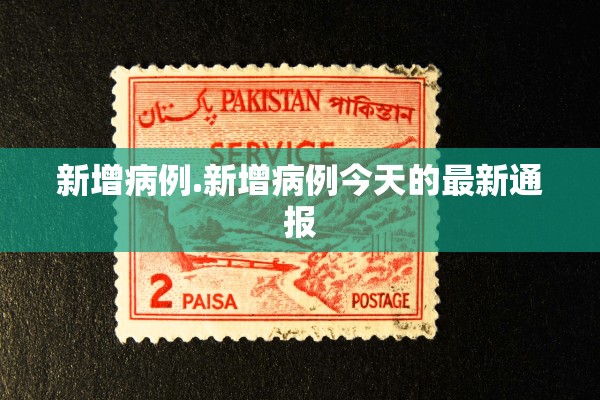 پاکستان PAKISTAN পাকিস্তান
SERVICE
新增病例.新增病例今天的最新通
报
2 PAISA POSTAGE